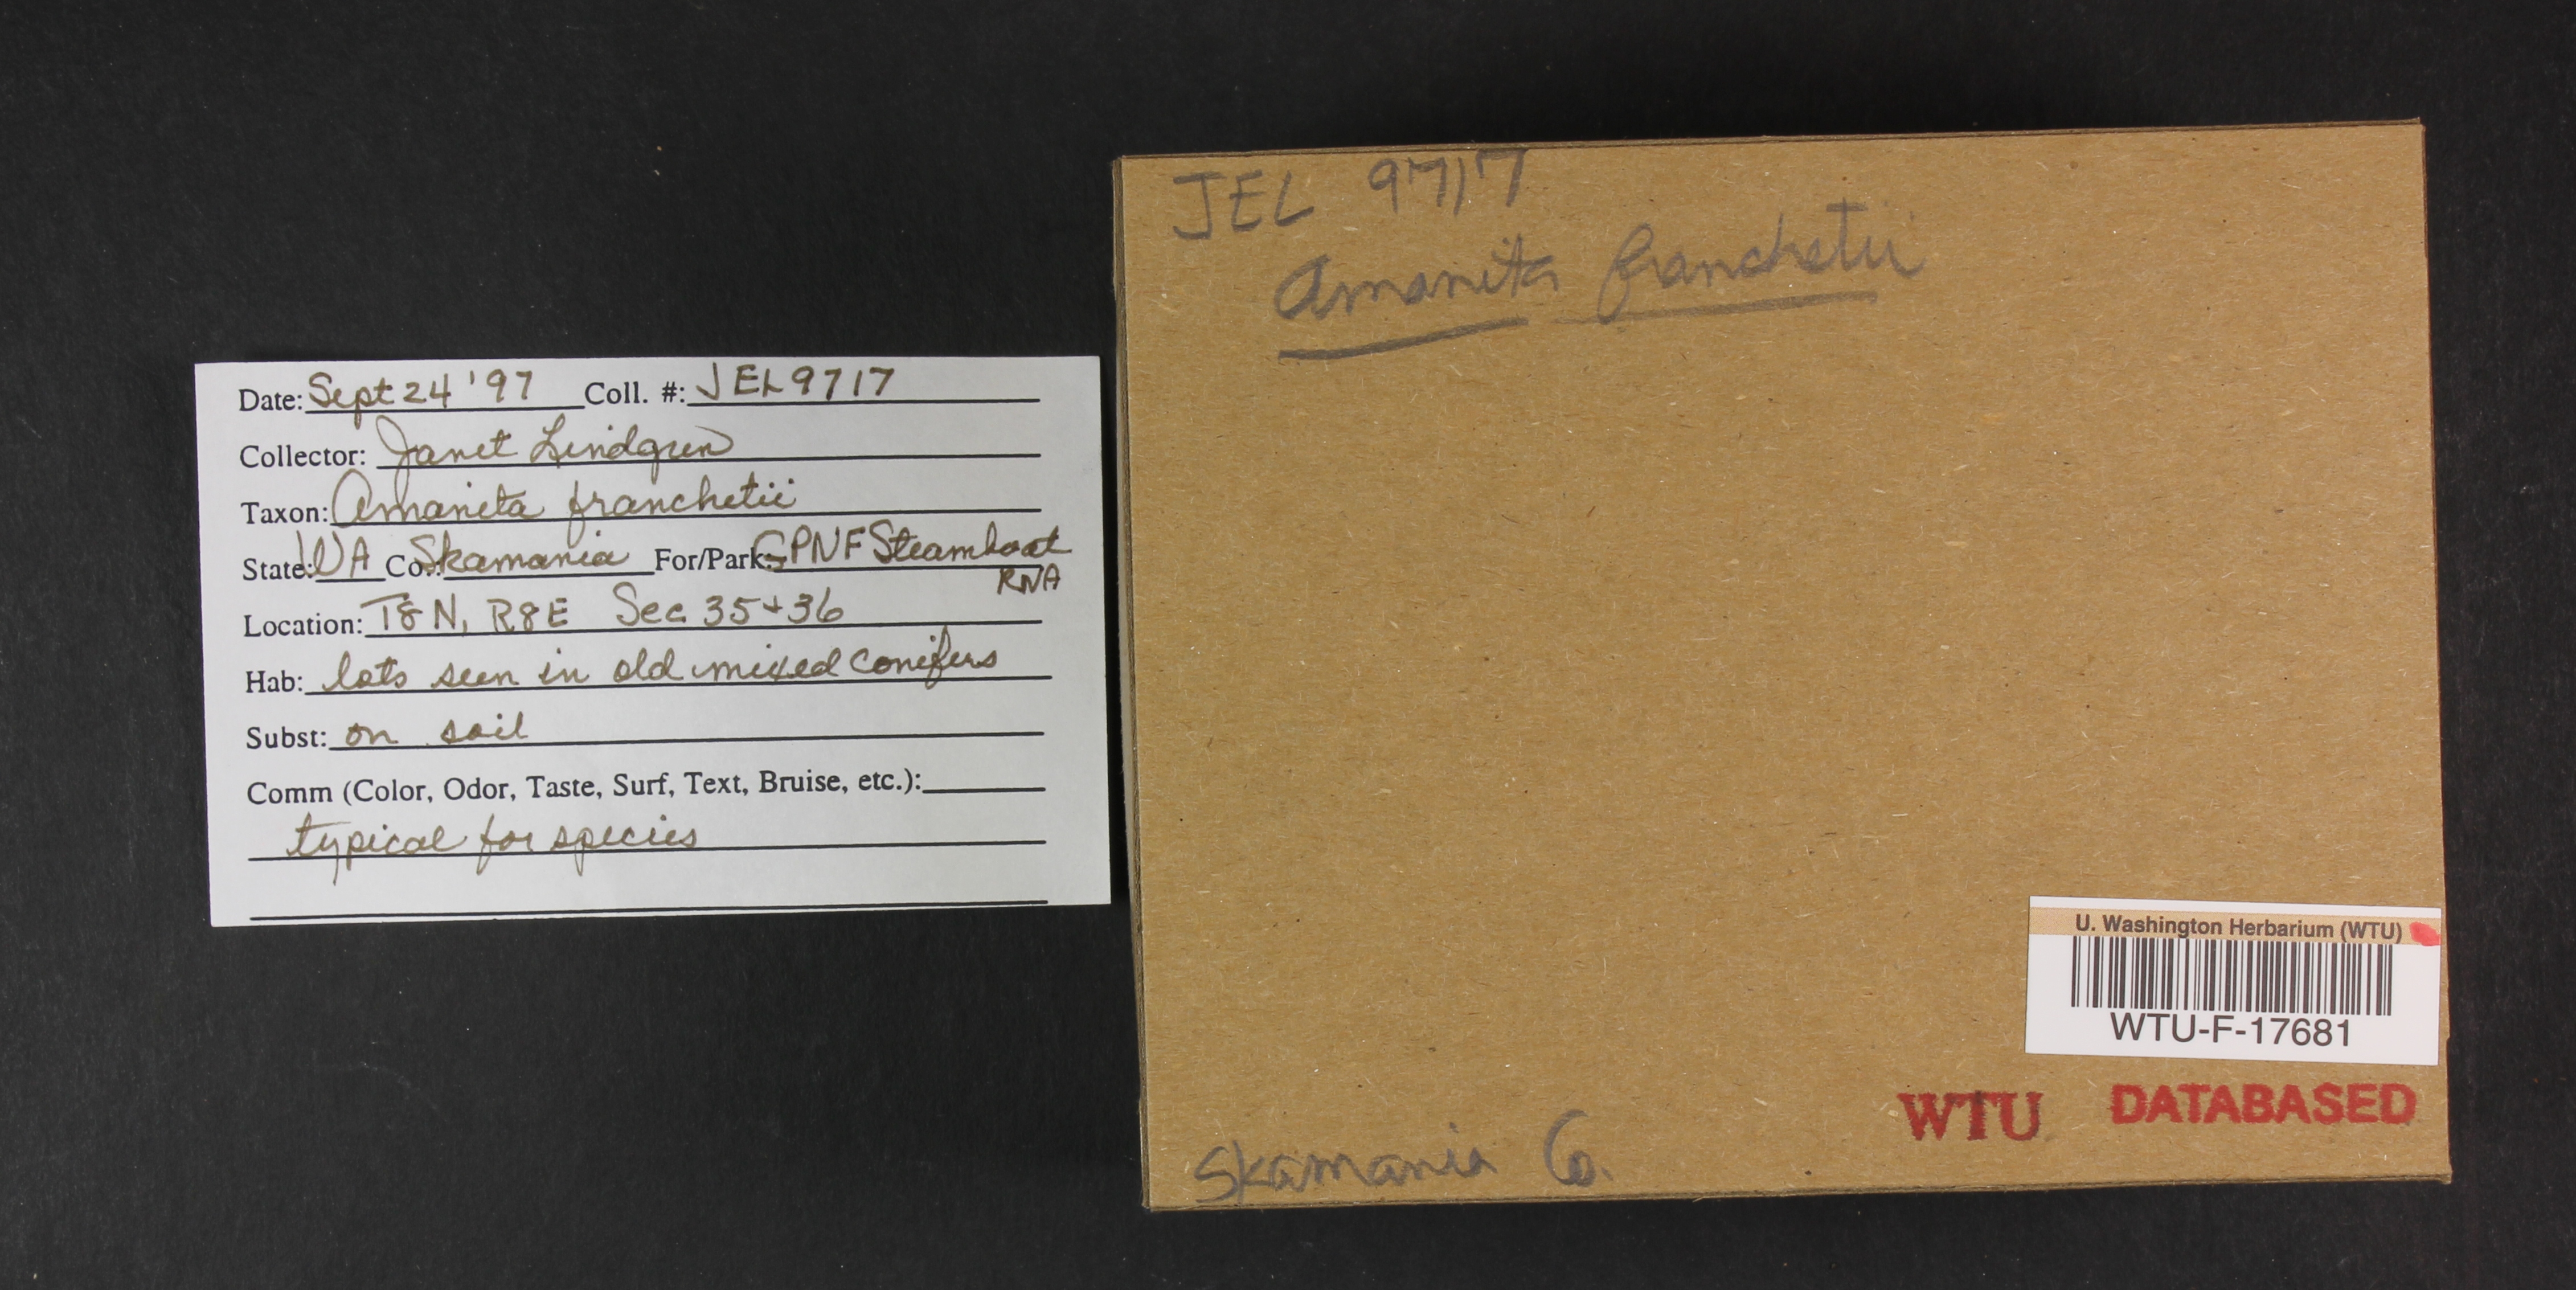 Date: Sept 24 '97 Coll. #: JEL9717
Collector: Janet Lindgren
Taxon: Amanita franchetii
State: WA Co.: Skamania For/Park: GPNF Steamboat
RNA
Location: T8N, R8E Sec 35+36
Hab: lots seen in old mixed conifers
Subst: on soil
Comm (Color, Odor, Taste, Surf, Text, Bruise, etc.):
typical for species
JEL 9717
Amanita franchetii
U. Washington Herbarium (WTU)
WTU-F-17681
WTU DATABASED
Skamania Co.